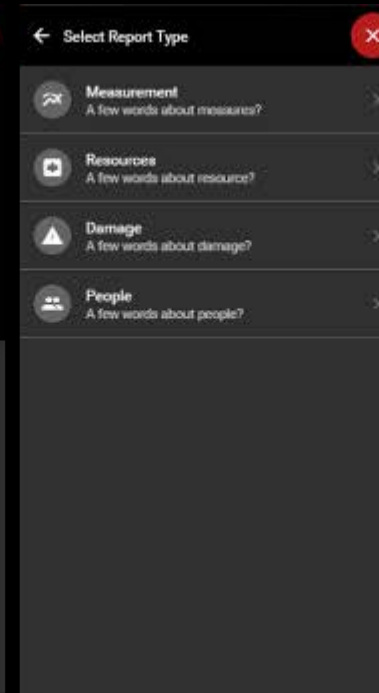 Select Report Type
Measurement
A few words about measures?
Resources
A few words about resource?
Damage
A few words about damage?
People
A few words about people?